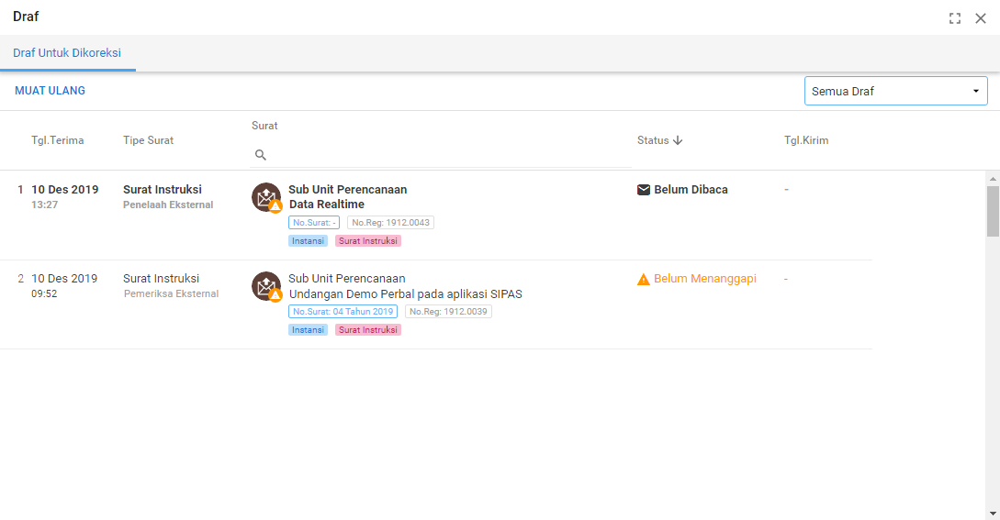 Draf
Draf Untuk Dikoreksi
MUAT ULANG
Semua Draf
Tgl.Terima
Tipe Surat
Surat
Status
Tgl.Kirim
1
10 Des 2019
13:27
Surat Instruksi
Penelaah Eksternal
Sub Unit Perencanaan
Data Realtime
No.Surat: -
No.Reg: 1912.0043
Instansi
Surat Instruksi
Belum Dibaca
-
2
10 Des 2019
09:52
Surat Instruksi
Pemeriksa Eksternal
Sub Unit Perencanaan
Undangan Demo Perbal pada aplikasi SIPAS
No.Surat: 04 Tahun 2019
No.Reg: 1912.0039
Instansi
Surat Instruksi
Belum Menanggapi
-